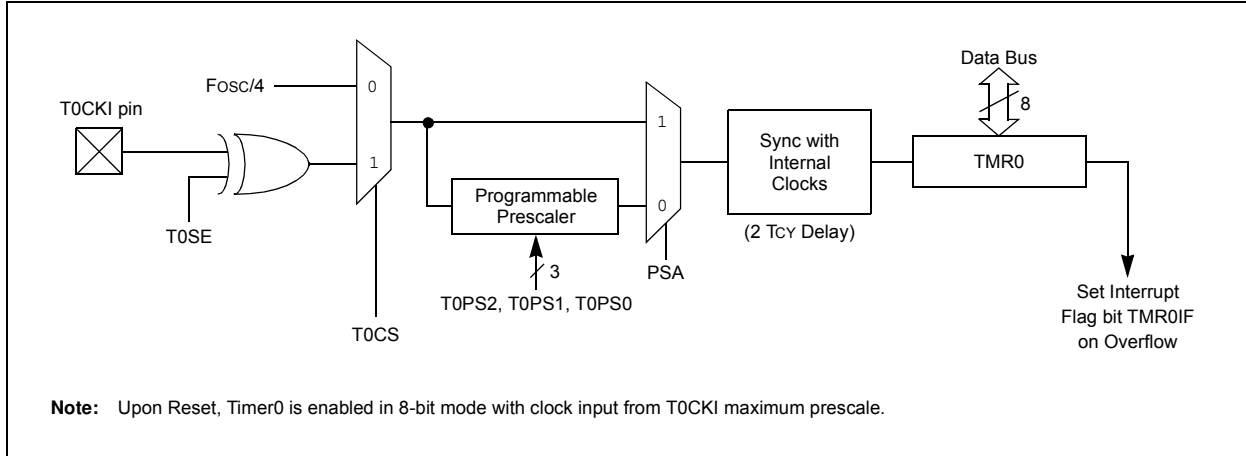 Data Bus
FOSC/4
0
8
T0CKI pin
1
Sync with
Internal
Clocks
TMR0
1
Programmable
Prescaler
0
T0SE
(2 TCY Delay)
3
PSA
T0PS2, T0PS1, T0PS0
Set Interrupt
Flag bit TMR0IF
on Overflow
T0CS
Note: Upon Reset, Timer0 is enabled in 8-bit mode with clock input from T0CKI maximum prescale.